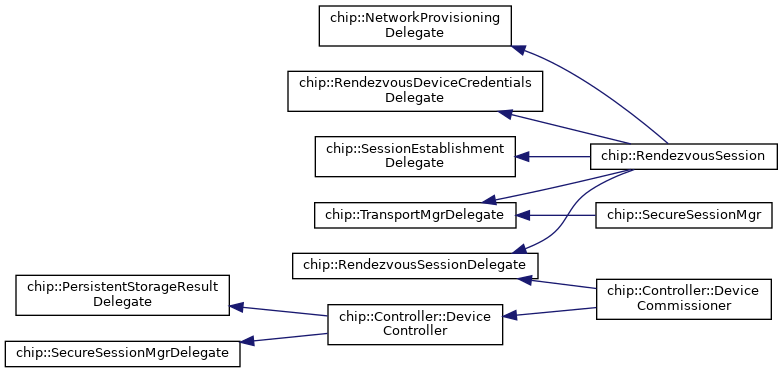 chip::NetworkProvisioning
Delegate
chip::RendezvousDeviceCredentials
Delegate
chip::SessionEstablishment
Delegate
chip::RendezvousSession
chip::TransportMgrDelegate
chip::SecureSessionMgr
chip::RendezvousSessionDelegate
chip::PersistentStorageResult
Delegate
chip::Controller::Device
Commissioner
chip::Controller::Device
Controller
chip::SecureSessionMgrDelegate